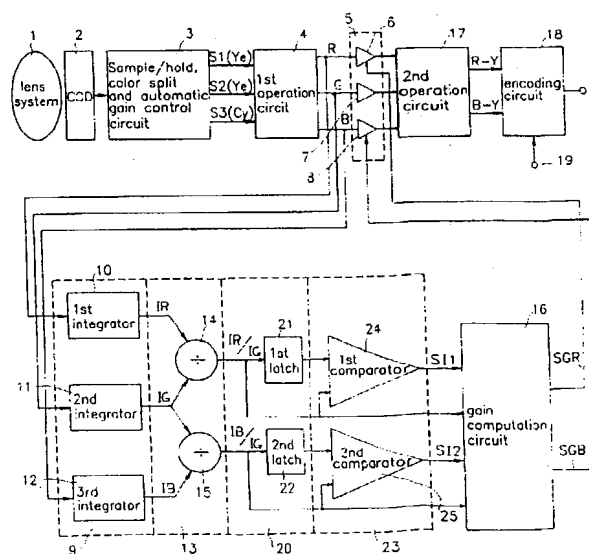 1
2
3
4
5
6
17
18
lens
system
CCD
Sample/hold,
color split
and automatic
gain control
circuit
S1(Ye)
S2(Ye)
S3(Cy)
1st
operation
circit
R
G
B
7
8
2nd
operation
circuit
R-Y
B-Y
encoding
circuit
19
10
1st
integrator
11
2nd
integrator
12
3rd
integrator
9
IR
IG
IB
14
÷
÷
15
13
IR/IG
IB/IG
21
1st
latch
2nd
latch
22
20
24
1st
comparator
2nd
comparator
25
23
SI1
SI2
16
gain
computation
circuit
SGR
SGB